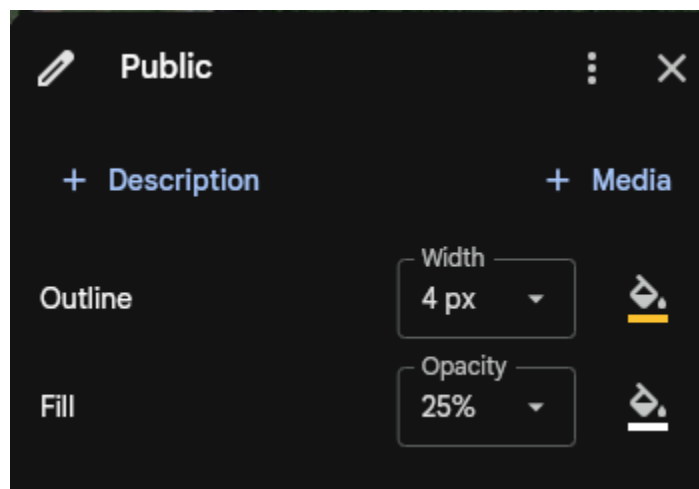 Public
+ Description + Media
Width
Outline 4 px
Opacity
Fill 25%